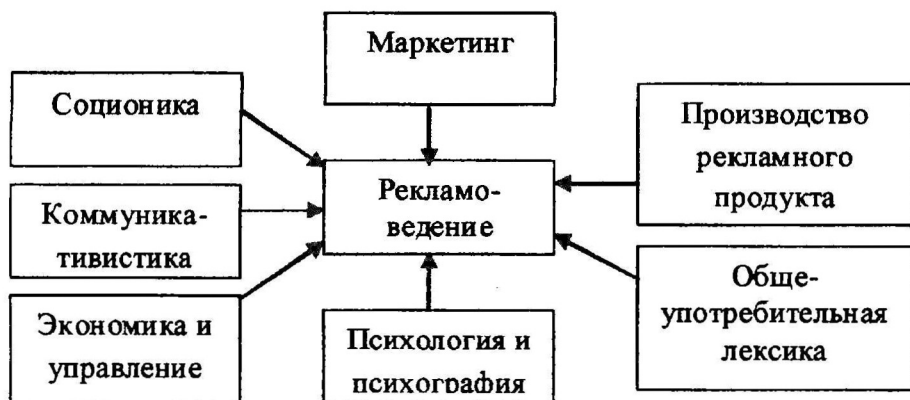 Маркетинг
Соционика
Производство
рекламного
продукта
Рекламо-
ведение
Коммуника-
тивистика
Обще-
употребительная
лексика
Экономика и
управление
Психология и
психография